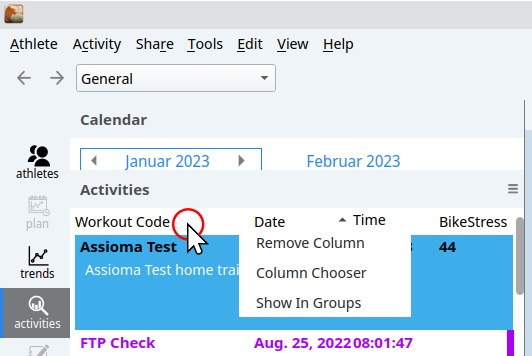 Athlete Activity Share Tools Edit View Help
General
Calendar
Januar 2023 Februar 2023
athletes
Activities
plan
Workout Code Date Time BikeStress
Assioma Test 44
Remove Column
trends
Assioma Test home trai
Column Chooser
Show In Groups
activities
FTP Check Aug. 25, 2022 08:01:47